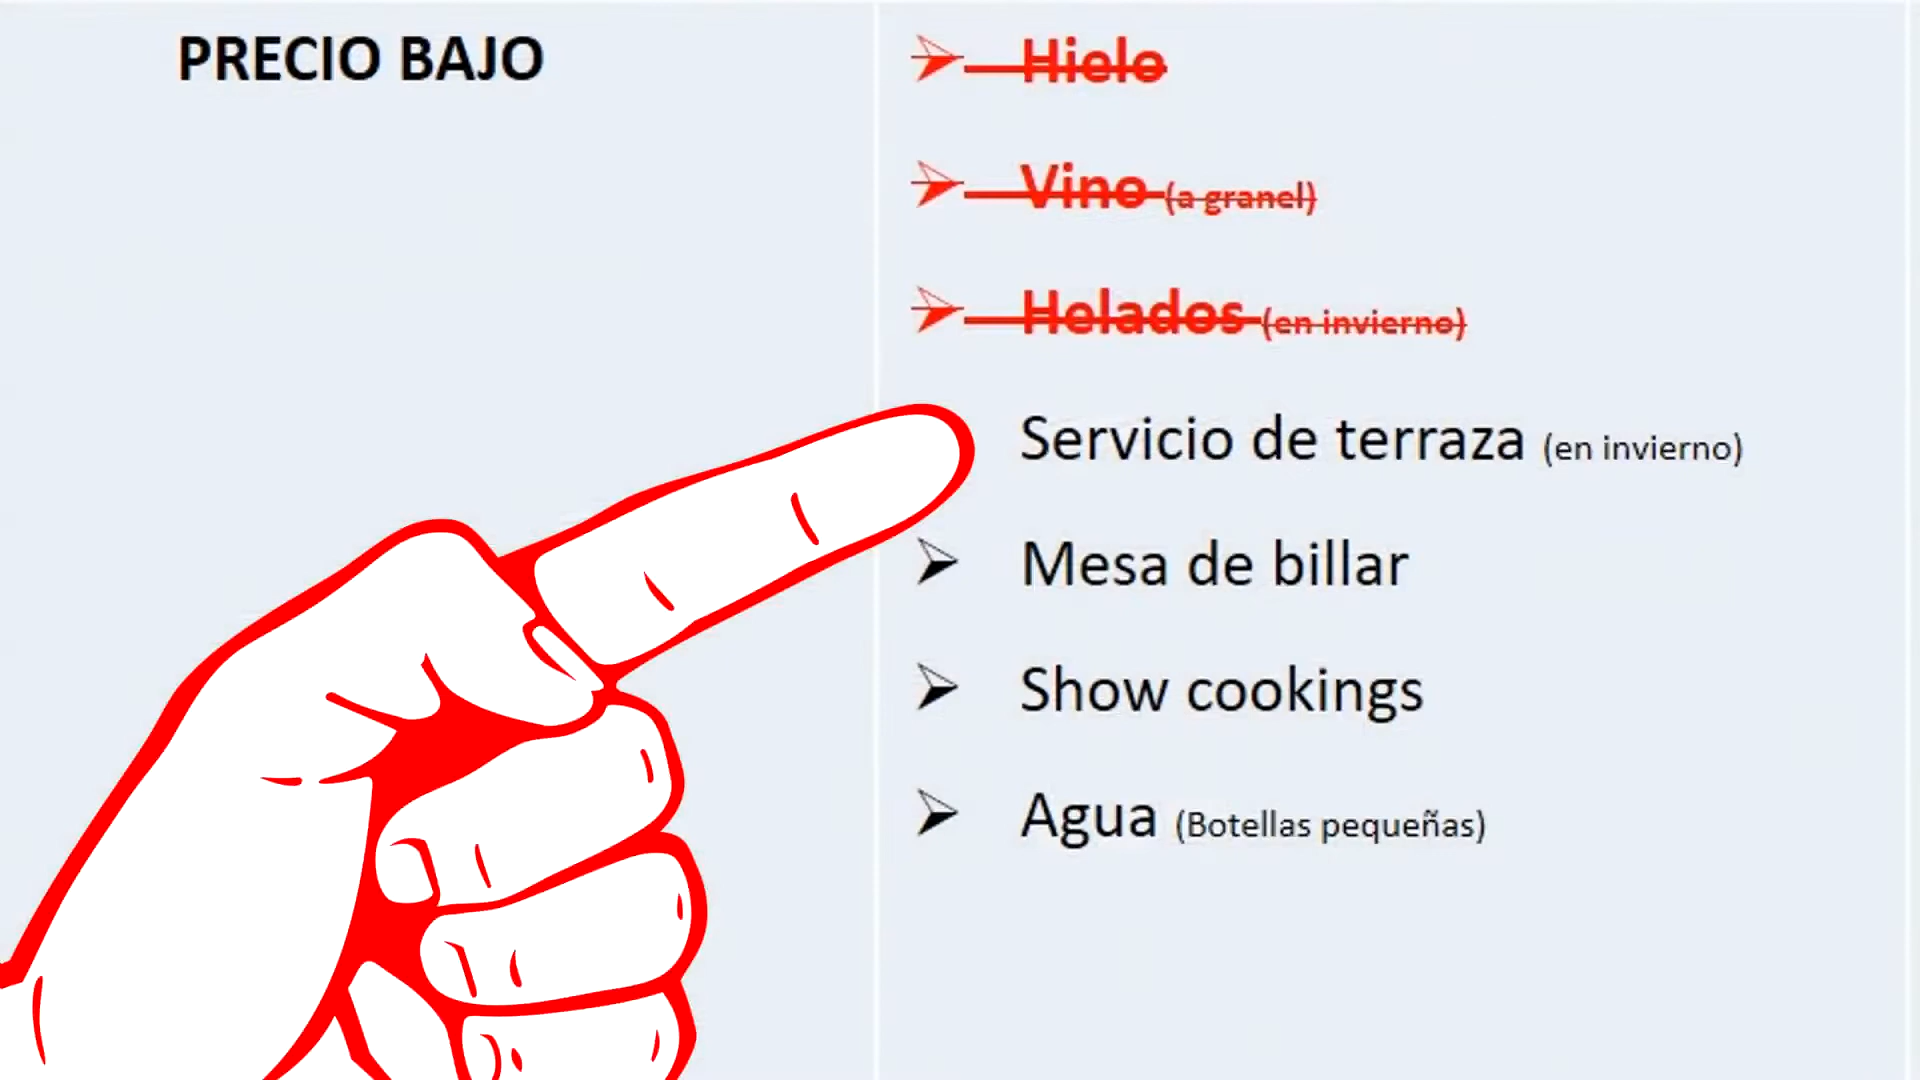 PRECIO BAJO
Hielo
Vino (a granel)
Helados (en invierno)
Servicio de terraza (en invierno)
Mesa de billar
Show cookings
Agua (Botellas pequeñas)